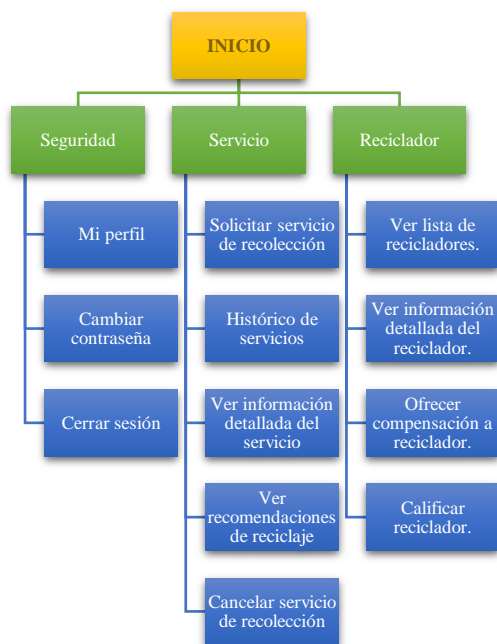 INICIO
Seguridad
Mi perfil
Cambiar
contraseña
Cerrar sesión
Servicio
Solicitar servicio
de recolección
Histórico de
servicios
Ver información
detallada del
servicio
Ver
recomendaciones
de reciclaje
Cancelar servicio
de recolección
Reciclador
Ver lista de
recicladores.
Ver información
detallada del
reciclador.
Ofrecer
compensación a
reciclador.
Calificar
reciclador.